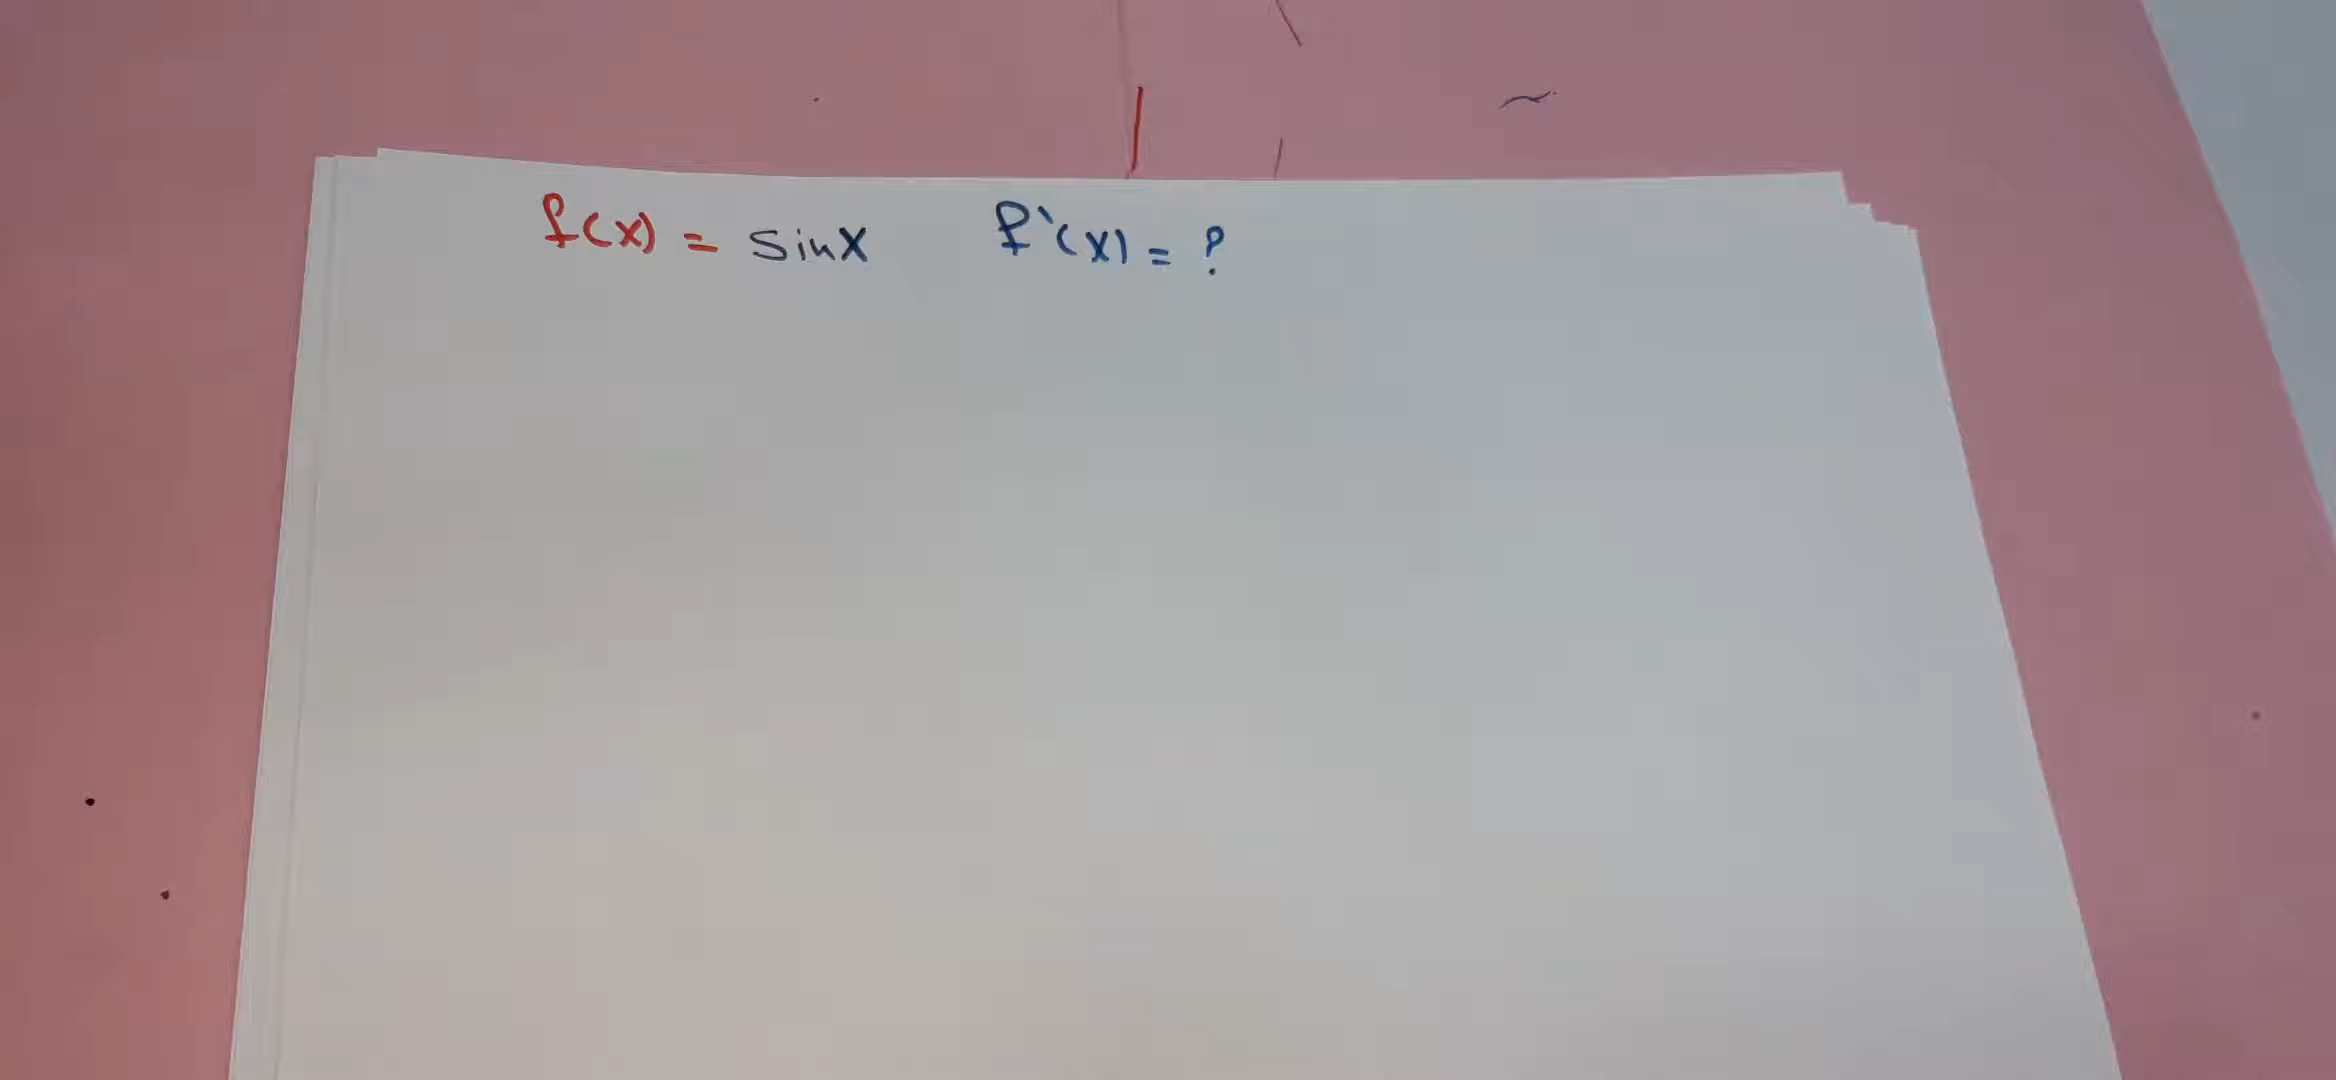 f(x) = sinx f'(x) = ?